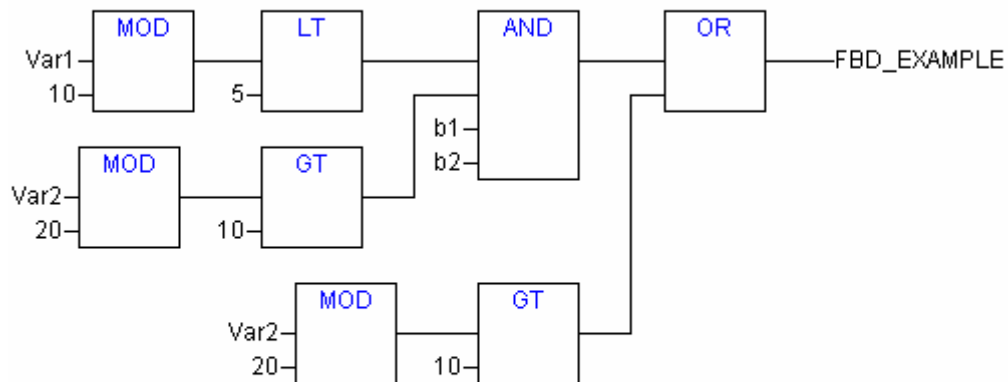 MOD LT AND OR
Var1 FBD_EXAMPLE
10 5
b1
MOD GT b2
Var2
20 10
MOD GT
Var2
20 10